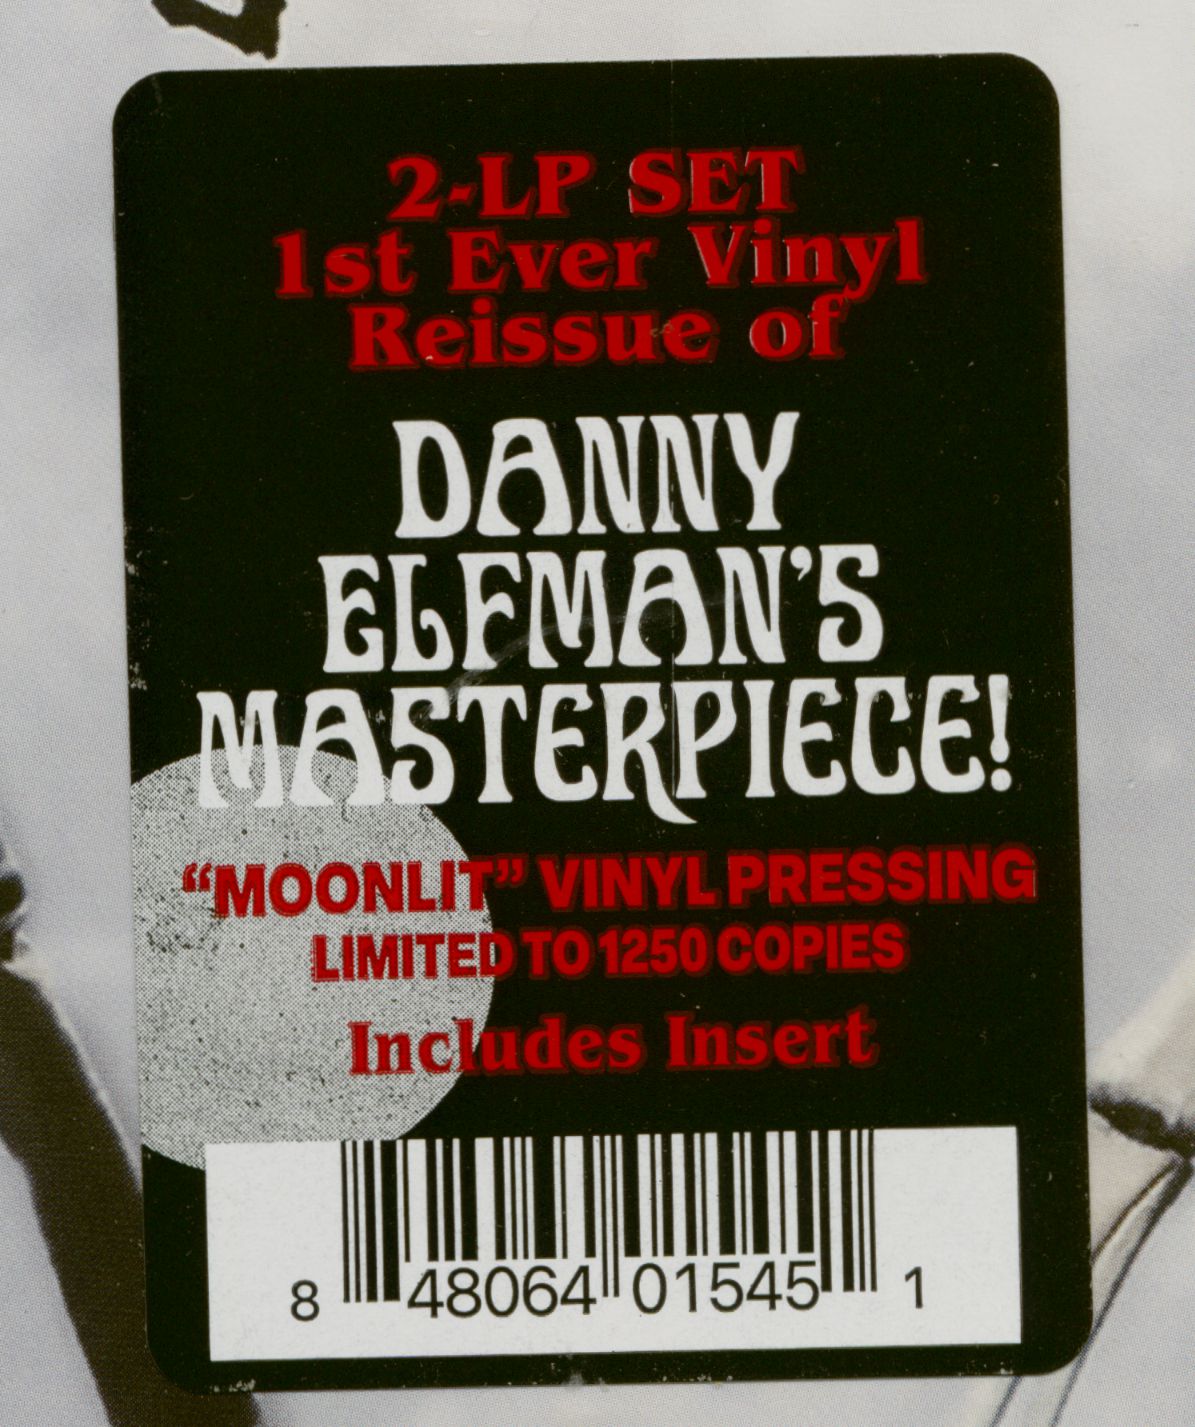 2-LP SET
1st Ever Vinyl
Reissue of
DANNY
ELFMAN'S
MASTERPIECE!
“MOONLIT” VINYL PRESSING
LIMITED TO 1250 COPIES
Includes Insert
8 48064 01545 1